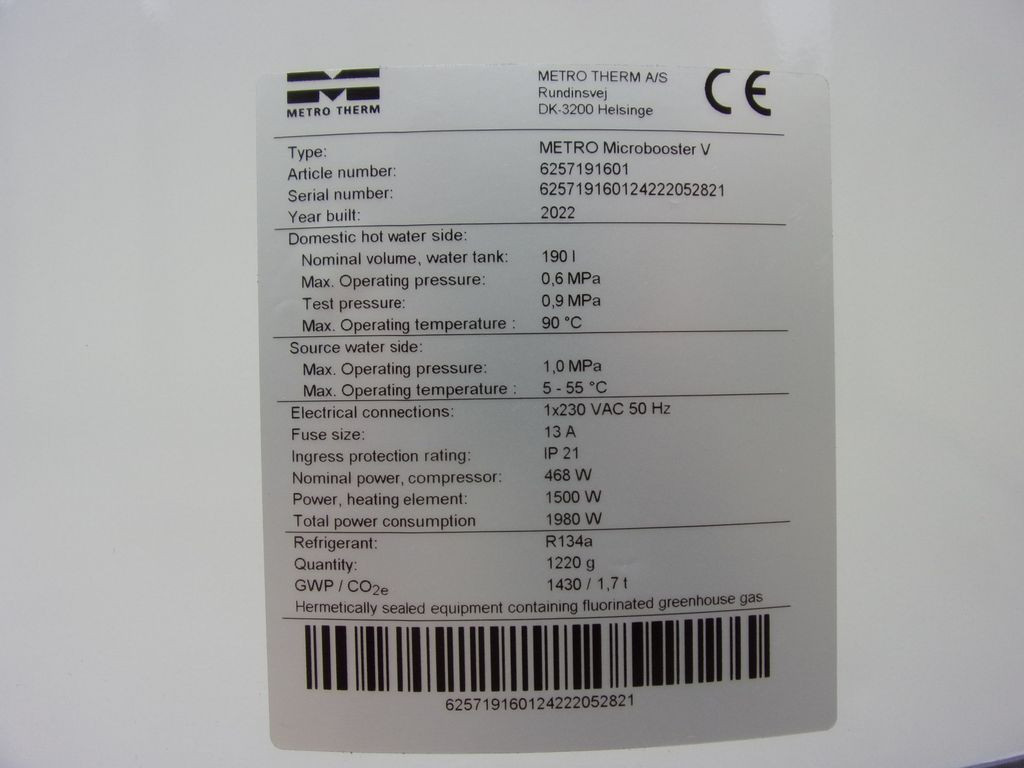 METRO THERM
METRO THERM A/S
Rundinsvej
DK-3200 Helsinge
CE
Type: METRO Microbooster V
Article number: 6257191601
Serial number: 625719160124222052821
Year built: 2022
Domestic hot water side:
Nominal volume, water tank: 190 l
Max. Operating pressure: 0,6 MPa
Test pressure: 0,9 MPa
Max. Operating temperature : 90 °C
Source water side:
Max. Operating pressure: 1,0 MPa
Max. Operating temperature : 5 - 55 °C
Electrical connections: 1x230 VAC 50 Hz
Fuse size: 13 A
Ingress protection rating: IP 21
Nominal power, compressor: 468 W
Power, heating element: 1500 W
Total power consumption 1980 W
Refrigerant: R134a
Quantity: 1220 g
GWP / CO2e 1430 / 1,7 t
Hermetically sealed equipment containing fluorinated greenhouse gas
625719160124222052821